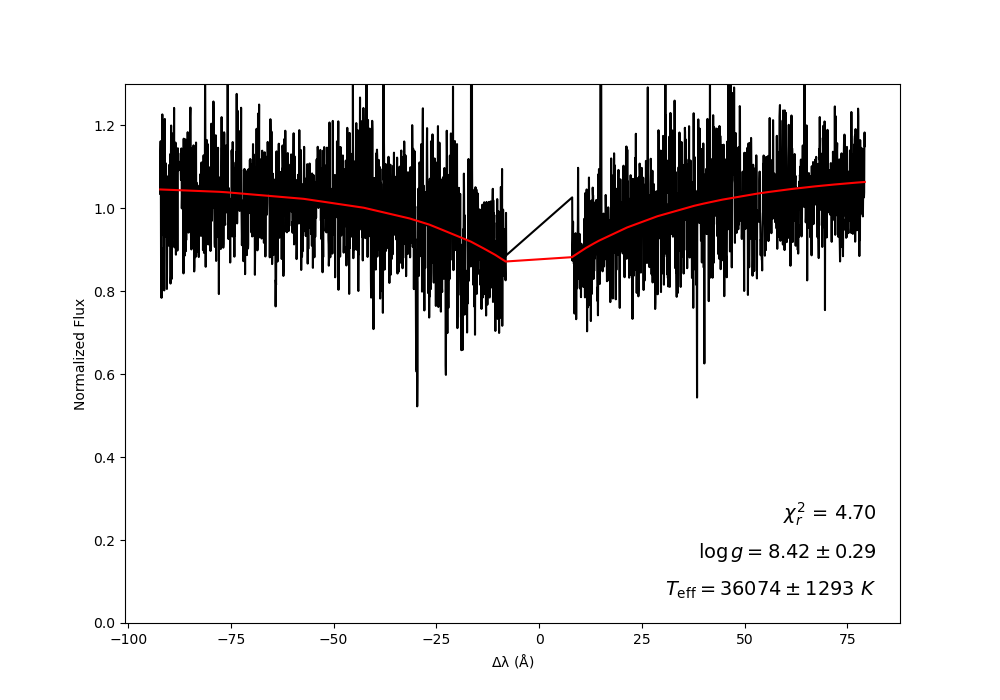 1.2
1.0
0.8
0.6
0.4
0.2
0.0
Normalized Flux
χ²ᵣ = 4.70
log g = 8.42 ± 0.29
T_eff = 36074 ± 1293 K
−100 −75 −50 −25 0 25 50 75
Δλ (Å)